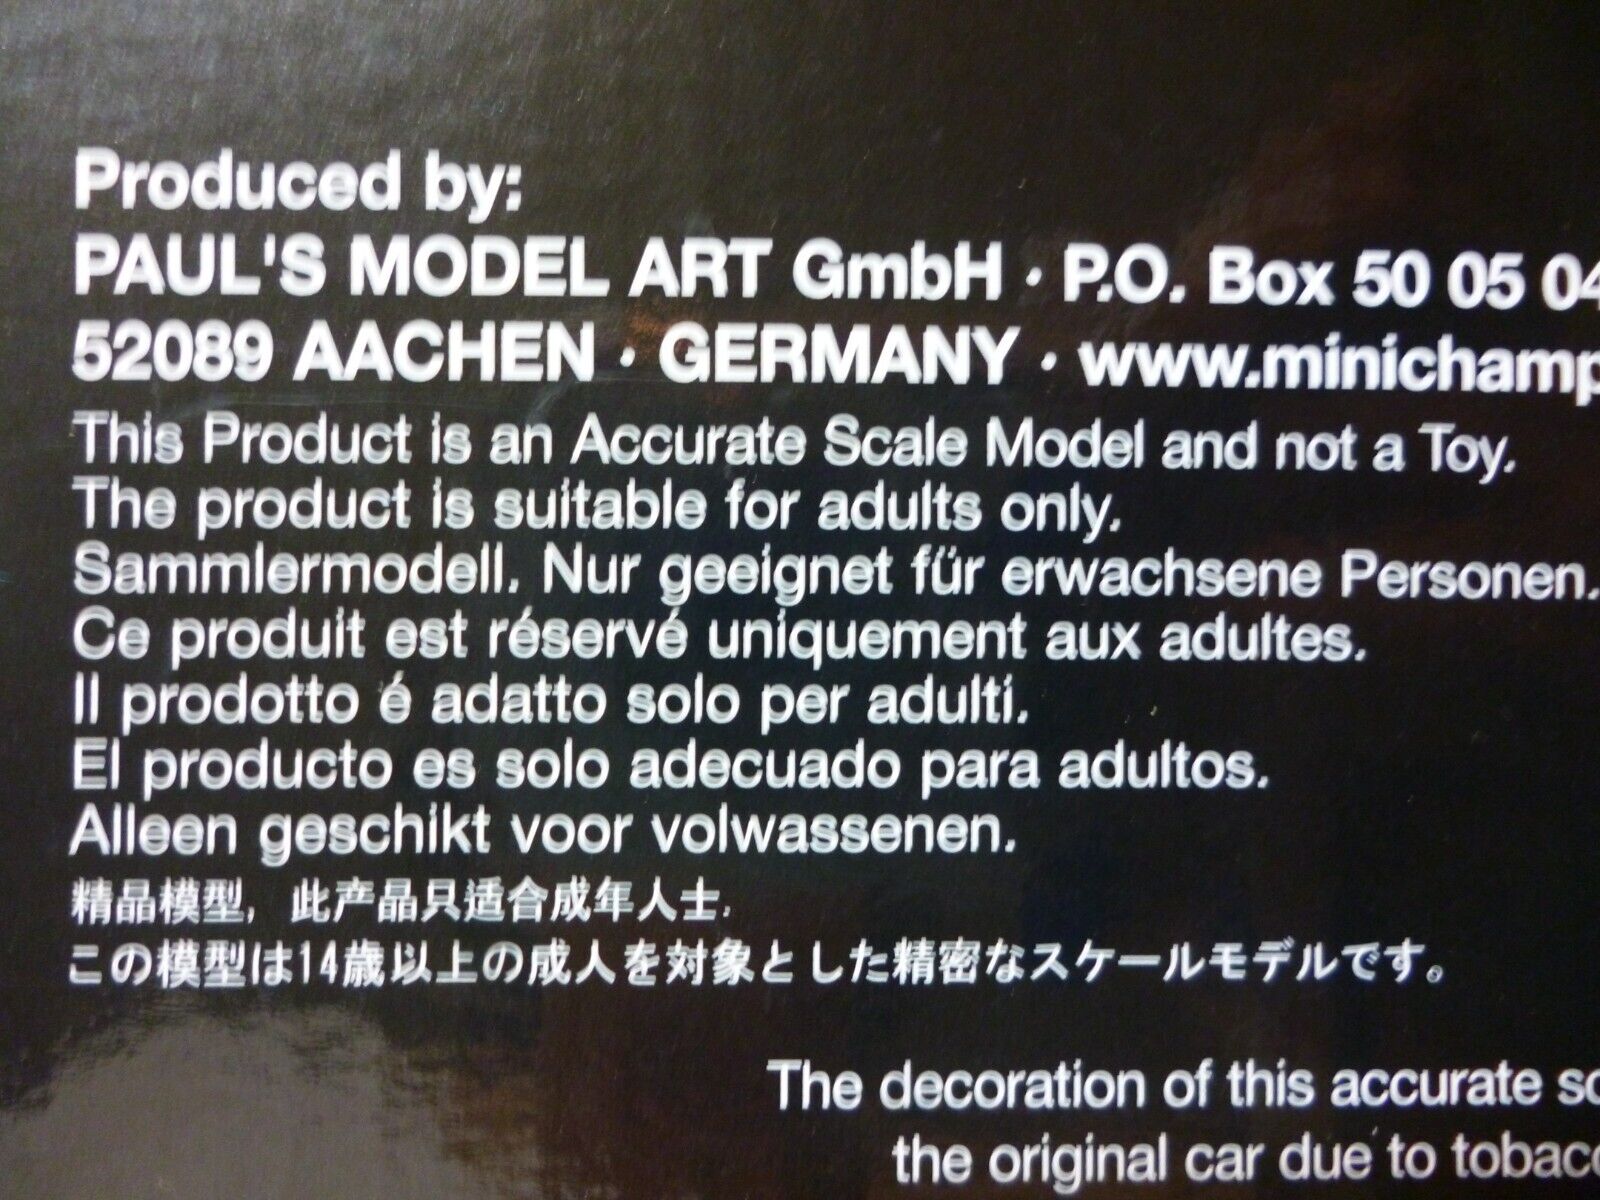 Produced by:
PAUL'S MODEL ART GmbH · P.O. Box 50 05 04
52089 AACHEN · GERMANY · www.minichamp
This Product is an Accurate Scale Model and not a Toy.
The product is suitable for adults only.
Sammlermodell. Nur geeignet für erwachsene Personen.
Ce produit est réservé uniquement aux adultes.
Il prodotto é adatto solo per adulti.
El producto es solo adecuado para adultos.
Alleen geschikt voor volwassenen.
精品模型, 此产品只适合成年人士.
この模型は14歳以上の成人を対象とした精密なスケールモデルです。
The decoration of this accurate sc
the original car due to tobacc